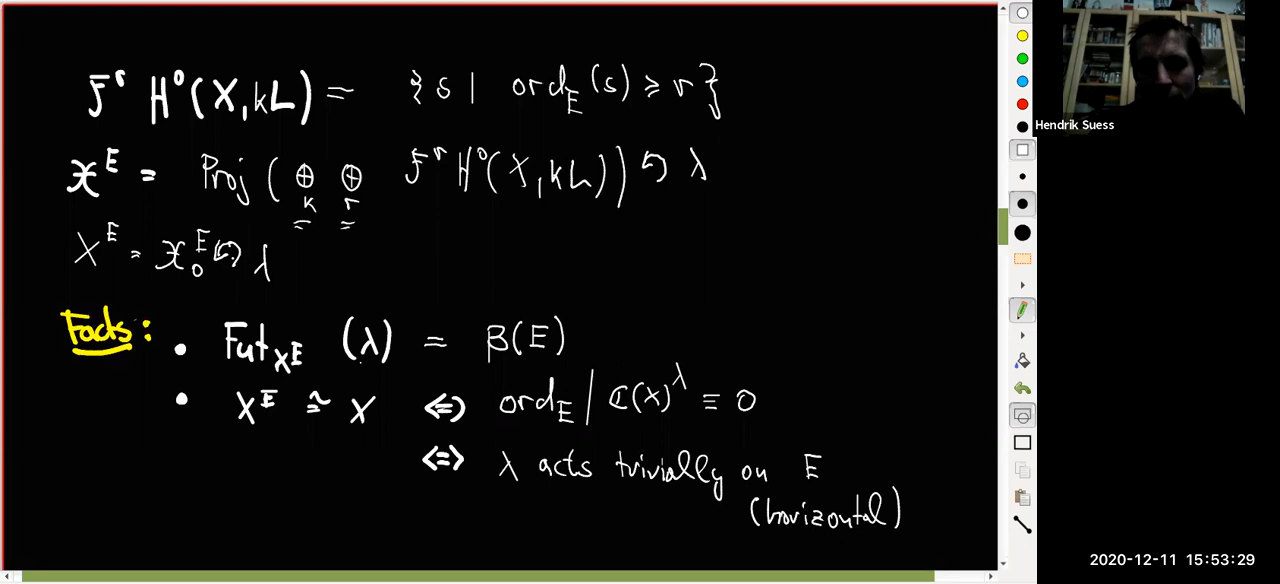 F^r H^0(X, kL) = {s | ord_E(s) ≥ r}
𝒳^E = Proj(⊕_k ⊕_r F^r H^0(X, kL)) ↺ λ
X^E = 𝒳_0^E ↺ λ
Facts:
• Fut_{X^E} (λ) = β(E)
• X^E ≅ X ⇔ ord_E | ℂ(X)^λ ≡ 0
⇔ λ acts trivially on E
(horizontal)
Hendrik Suess
2020-12-11 15:53:29